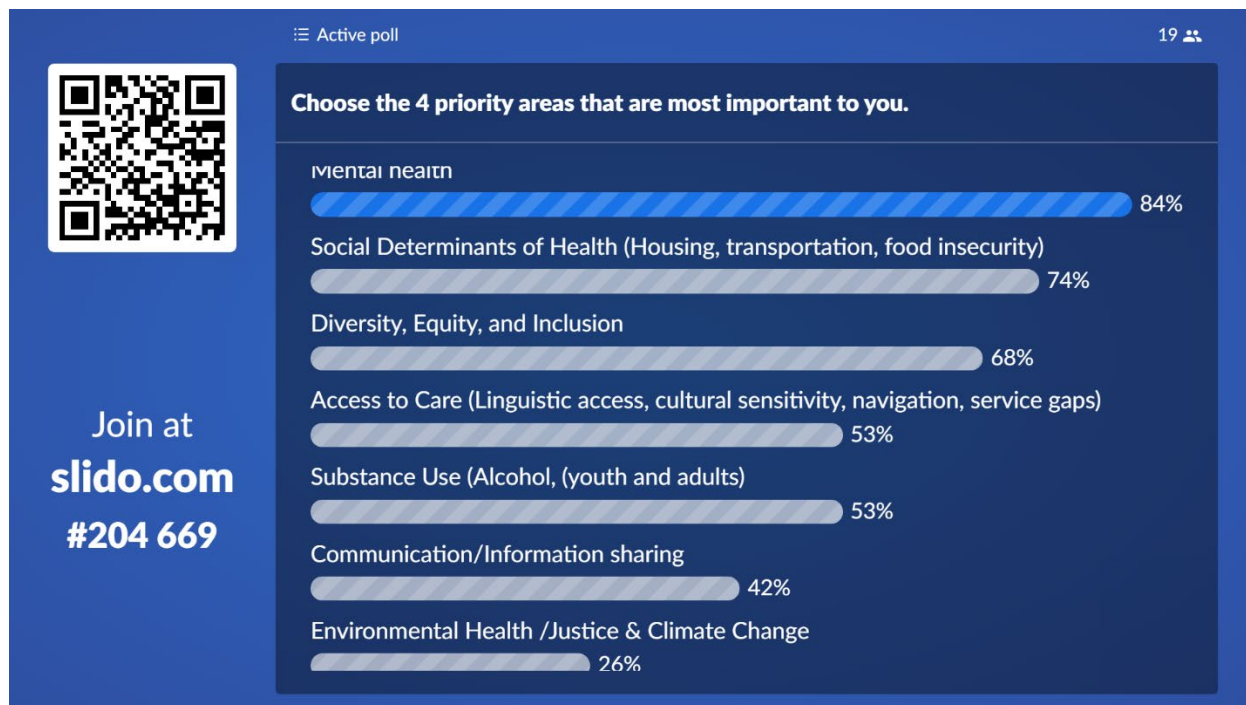 Active poll
19
Choose the 4 priority areas that are most important to you.
Mental health
84%
Social Determinants of Health (Housing, transportation, food insecurity)
74%
Diversity, Equity, and Inclusion
68%
Access to Care (Linguistic access, cultural sensitivity, navigation, service gaps)
53%
Substance Use (Alcohol, (youth and adults)
53%
Communication/Information sharing
42%
Environmental Health /Justice & Climate Change
26%
Join at
slido.com
#204 669